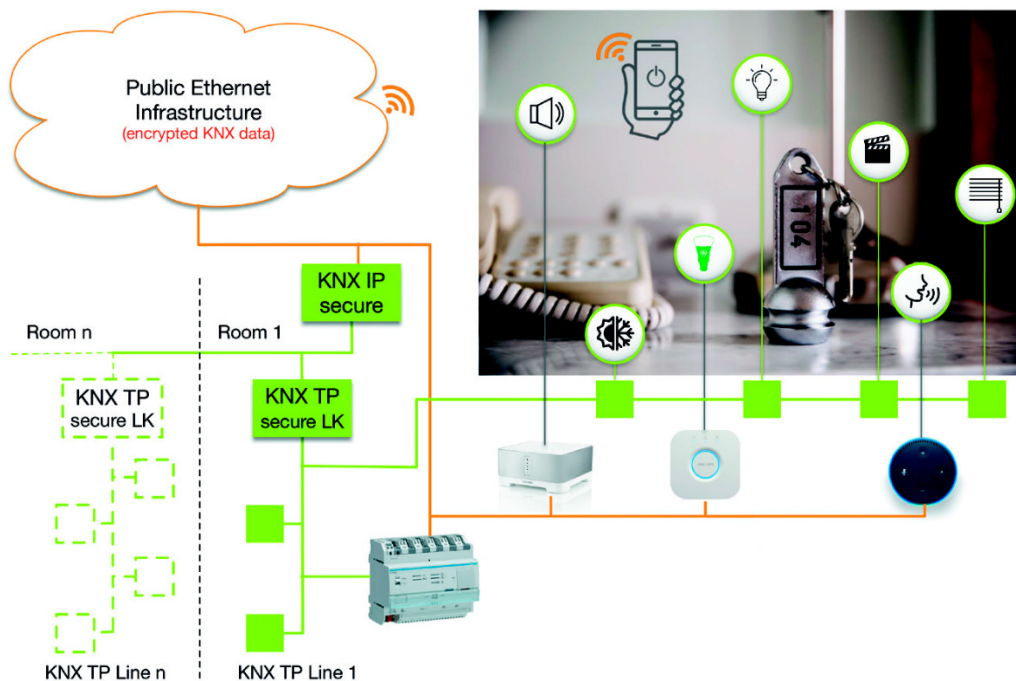 Public Ethernet
Infrastructure
(encrypted KNX data)
KNX IP
secure
Room n
Room 1
KNX TP
secure LK
KNX TP
secure LK
104
KNX TP Line n
KNX TP Line 1